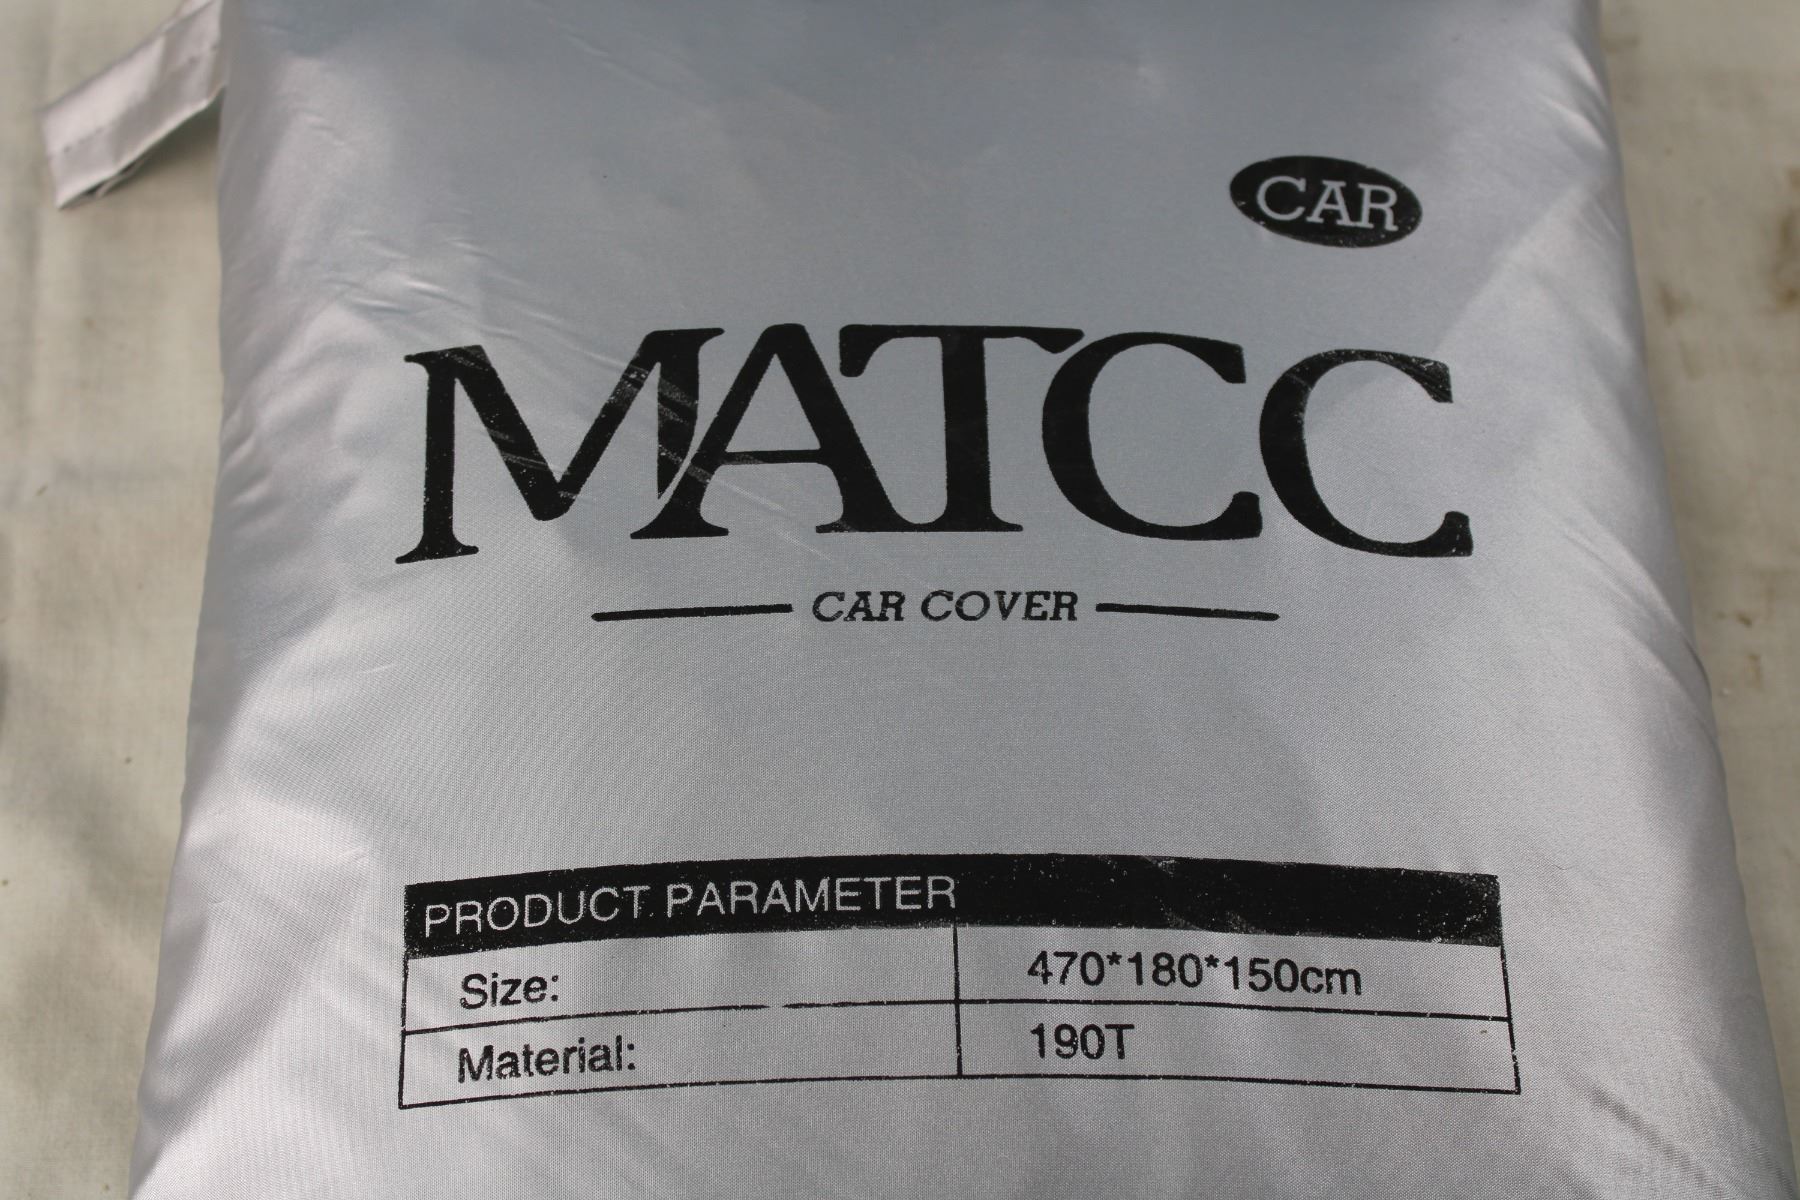 CAR
MATCC
CAR COVER
PRODUCT PARAMETER
Size: 470*180*150cm
Material: 190T